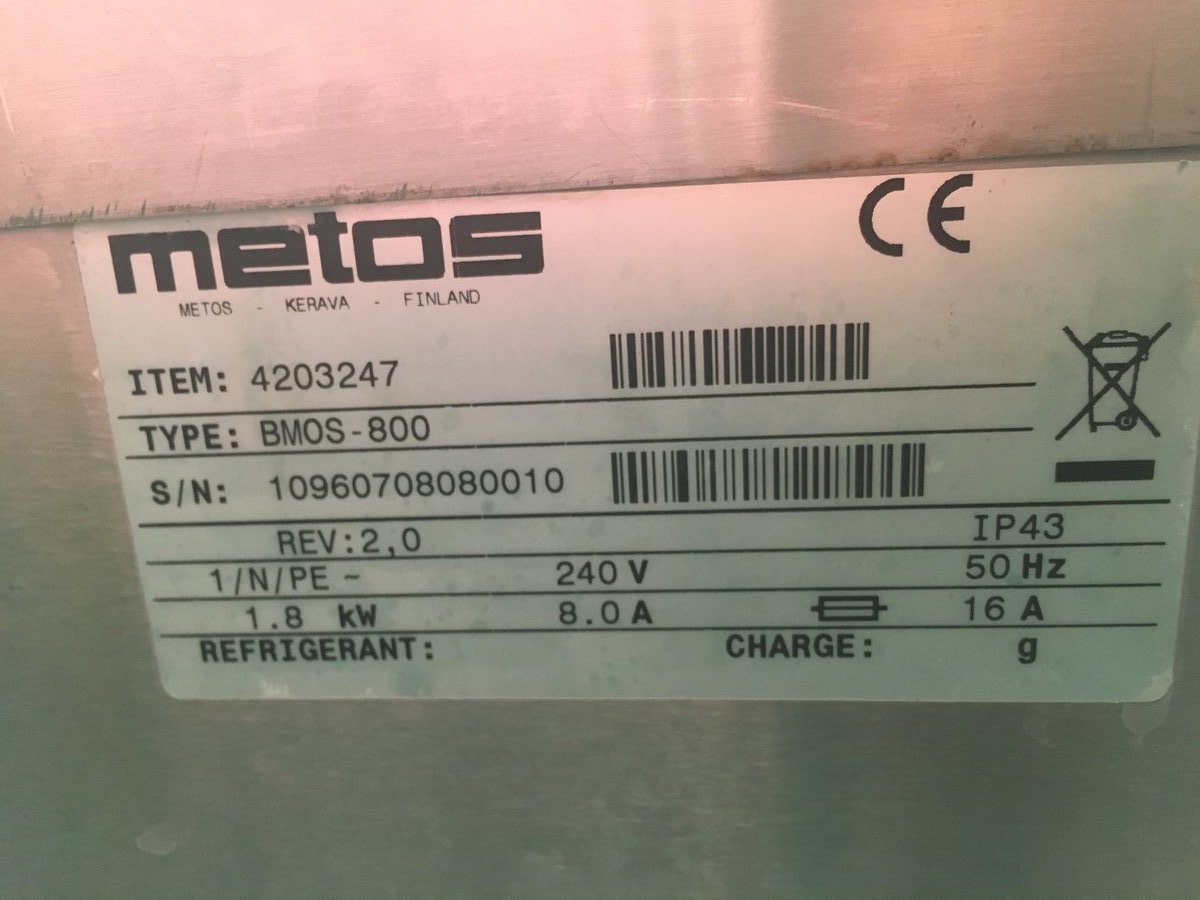 metos
CE
METOS - KERAVA - FINLAND
ITEM: 4203247
TYPE: BMOS-800
S/N: 10960708080010
REV:2,0 IP43
1/N/PE ~ 240 V 50 Hz
1.8 kW 8.0 A 16 A
REFRIGERANT: CHARGE: g